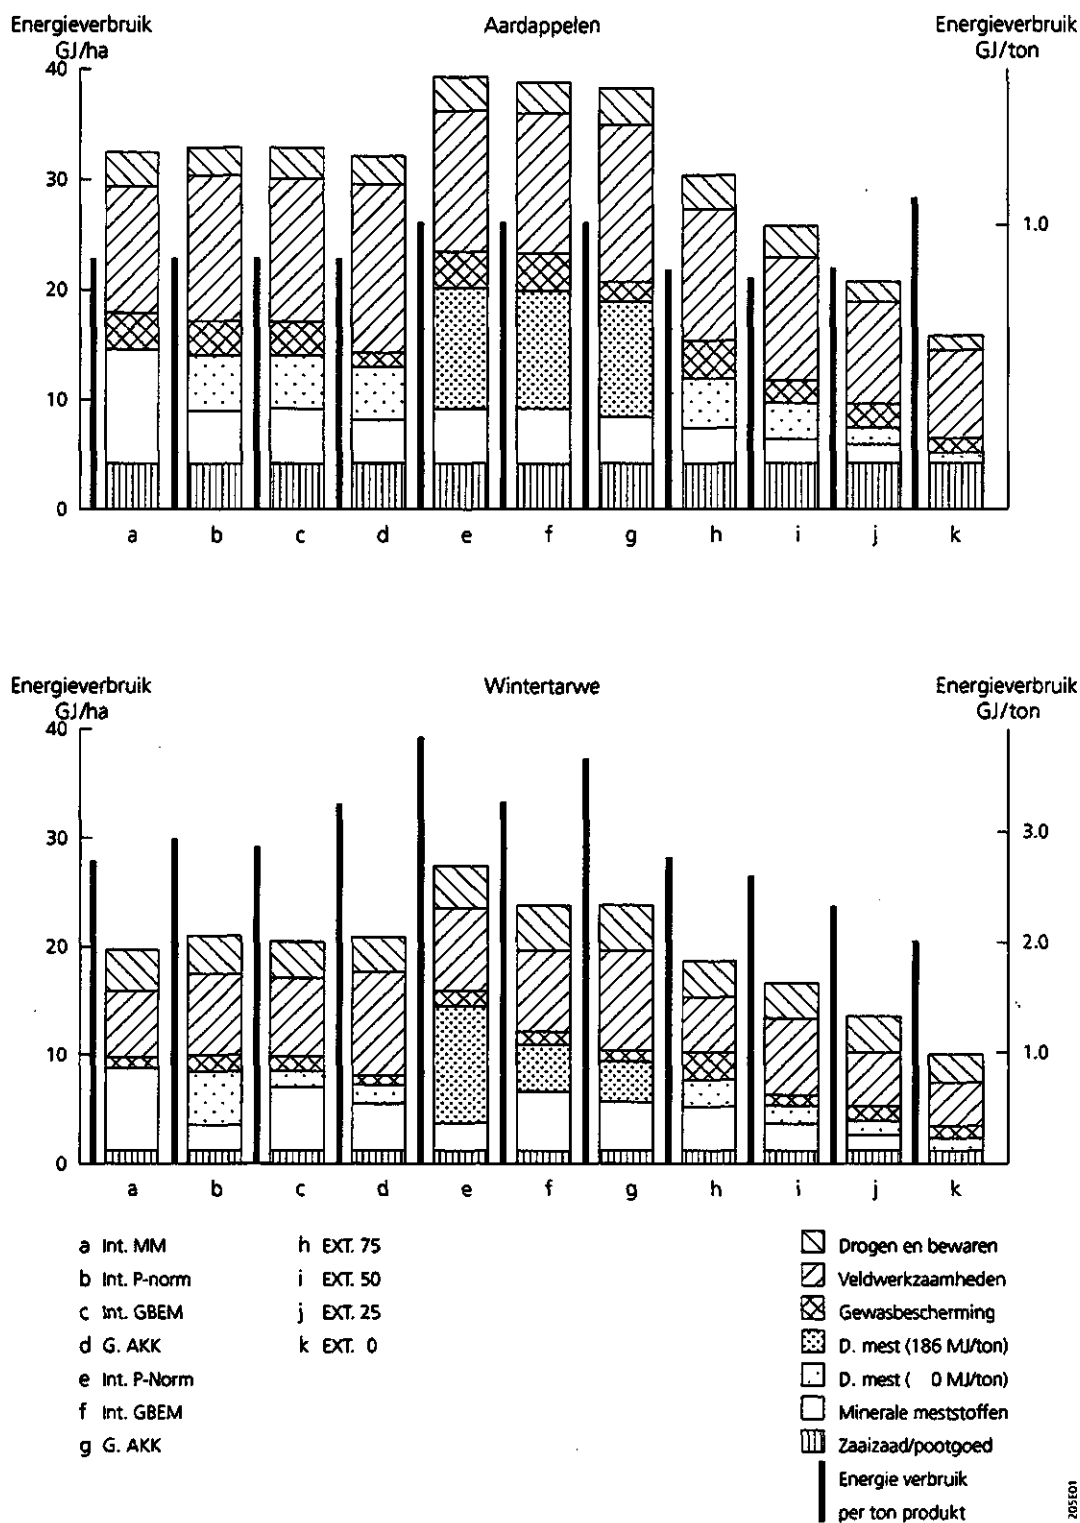 Energieverbruik Aardappelen Energieverbruik
GJ/ha GJ/ton
40
30
1.0
20
10
0
a b c d e f g h i j k
Energieverbruik Wintertarwe Energieverbruik
GJ/ha GJ/ton
40
30 3.0
20 2.0
10 1.0
0
a b c d e f g h i j k
a Int. MM h EXT. 75 Drogen en bewaren
b Int. P-norm i EXT. 50 Veldwerkzaamheden
c Int. GBEM j EXT. 25 Gewasbescherming
d G. AKK k EXT. 0 D. mest (186 MJ/ton)
e Int. P-Norm D. mest ( 0 MJ/ton)
f Int. GBEM Minerale meststoffen
g G. AKK Zaaizaad/pootgoed
Energie verbruik
per ton produkt
205E01